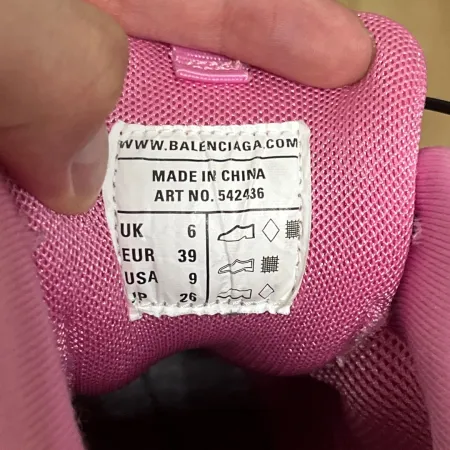 WWW.BALENCIAGA.COM
MADE IN CHINA
ART NO. 542436
UK 6
EUR 39
USA 9
JP 26